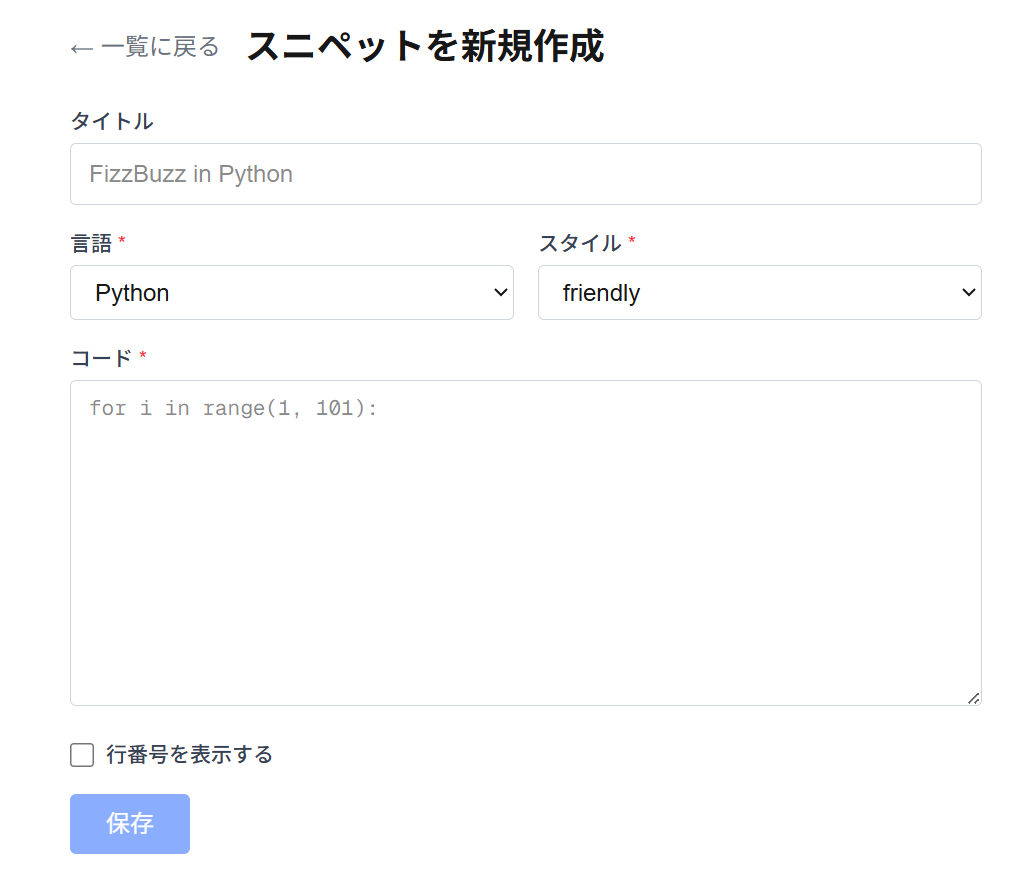 ← 一覧に戻る スニペットを新規作成
タイトル
FizzBuzz in Python
言語 * スタイル *
Python friendly
コード *
for i in range(1, 101):
行番号を表示する
保存